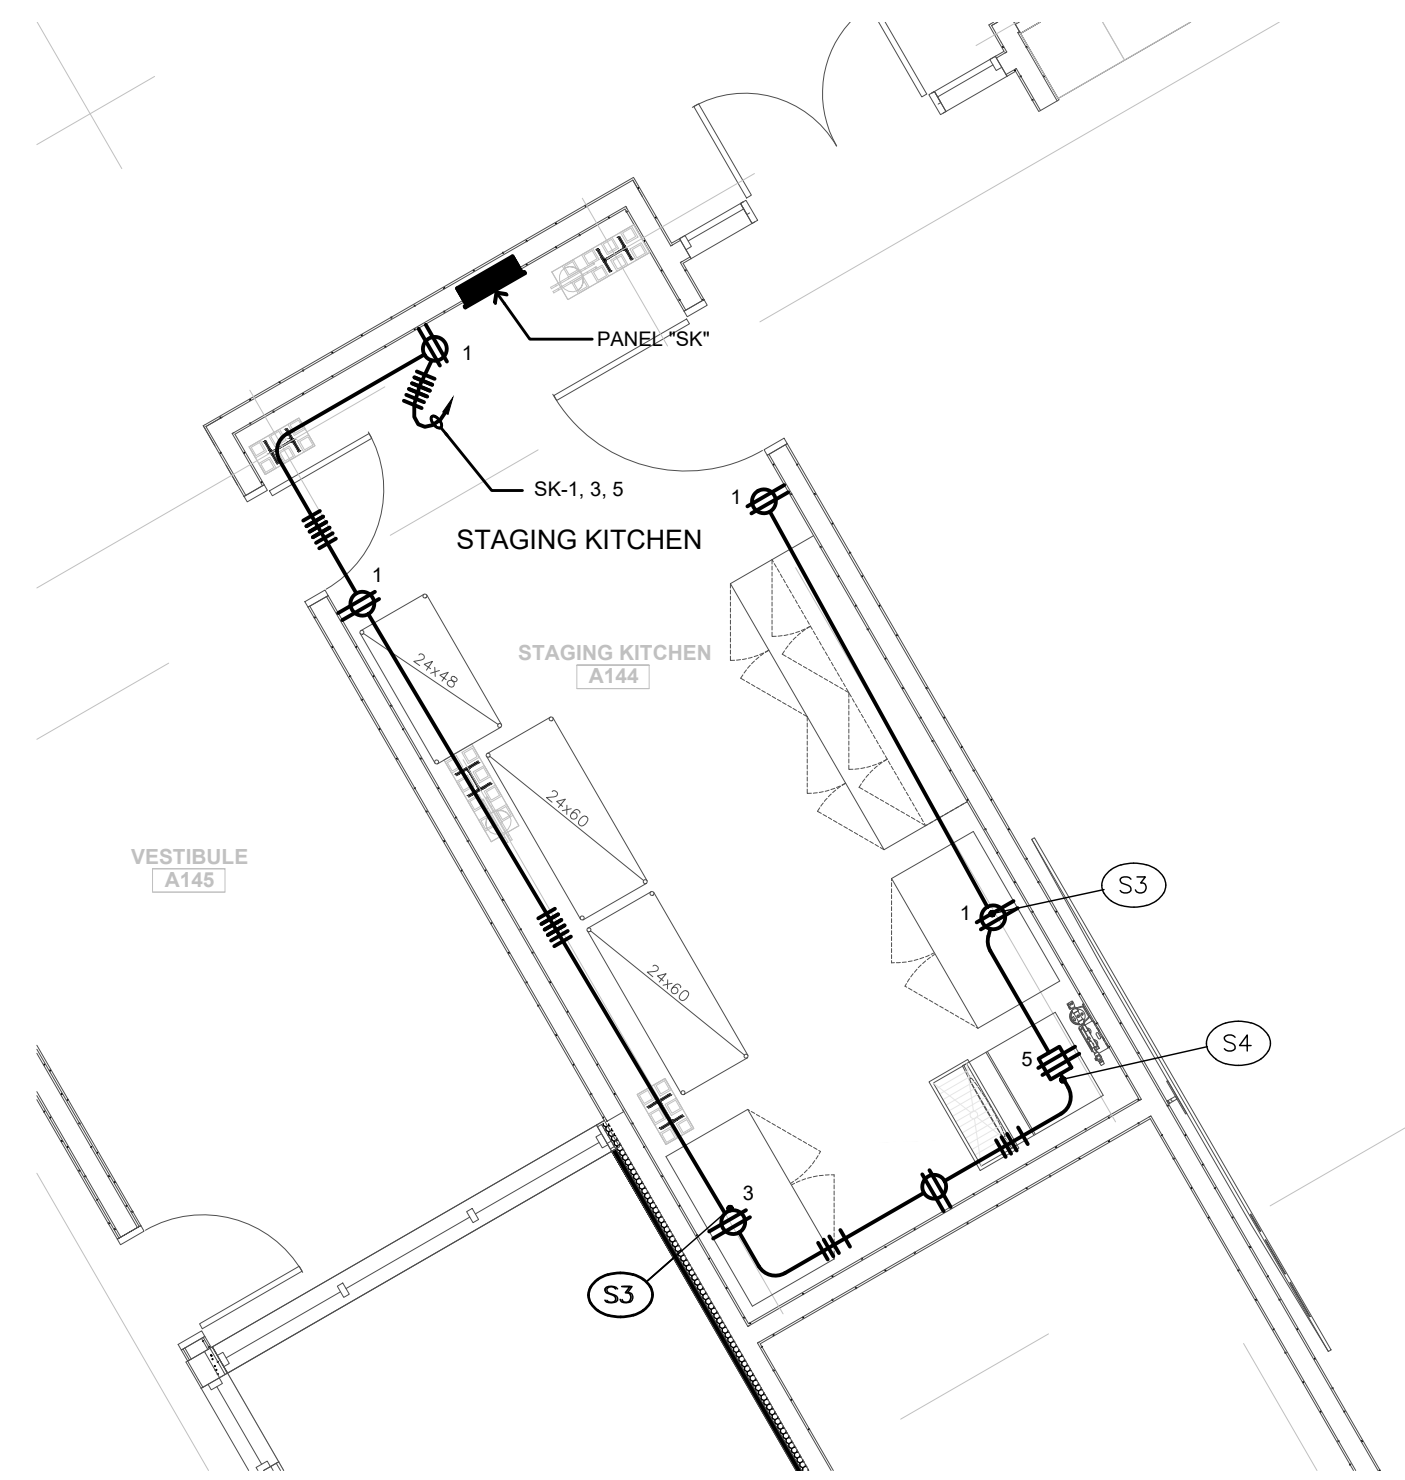 PANEL "SK"
1
SK-1, 3, 5
1
STAGING KITCHEN
1
STAGING KITCHEN
A144
24x48
24x60
VESTIBULE
A145
S3
1
24x60
S4
5
3
S3